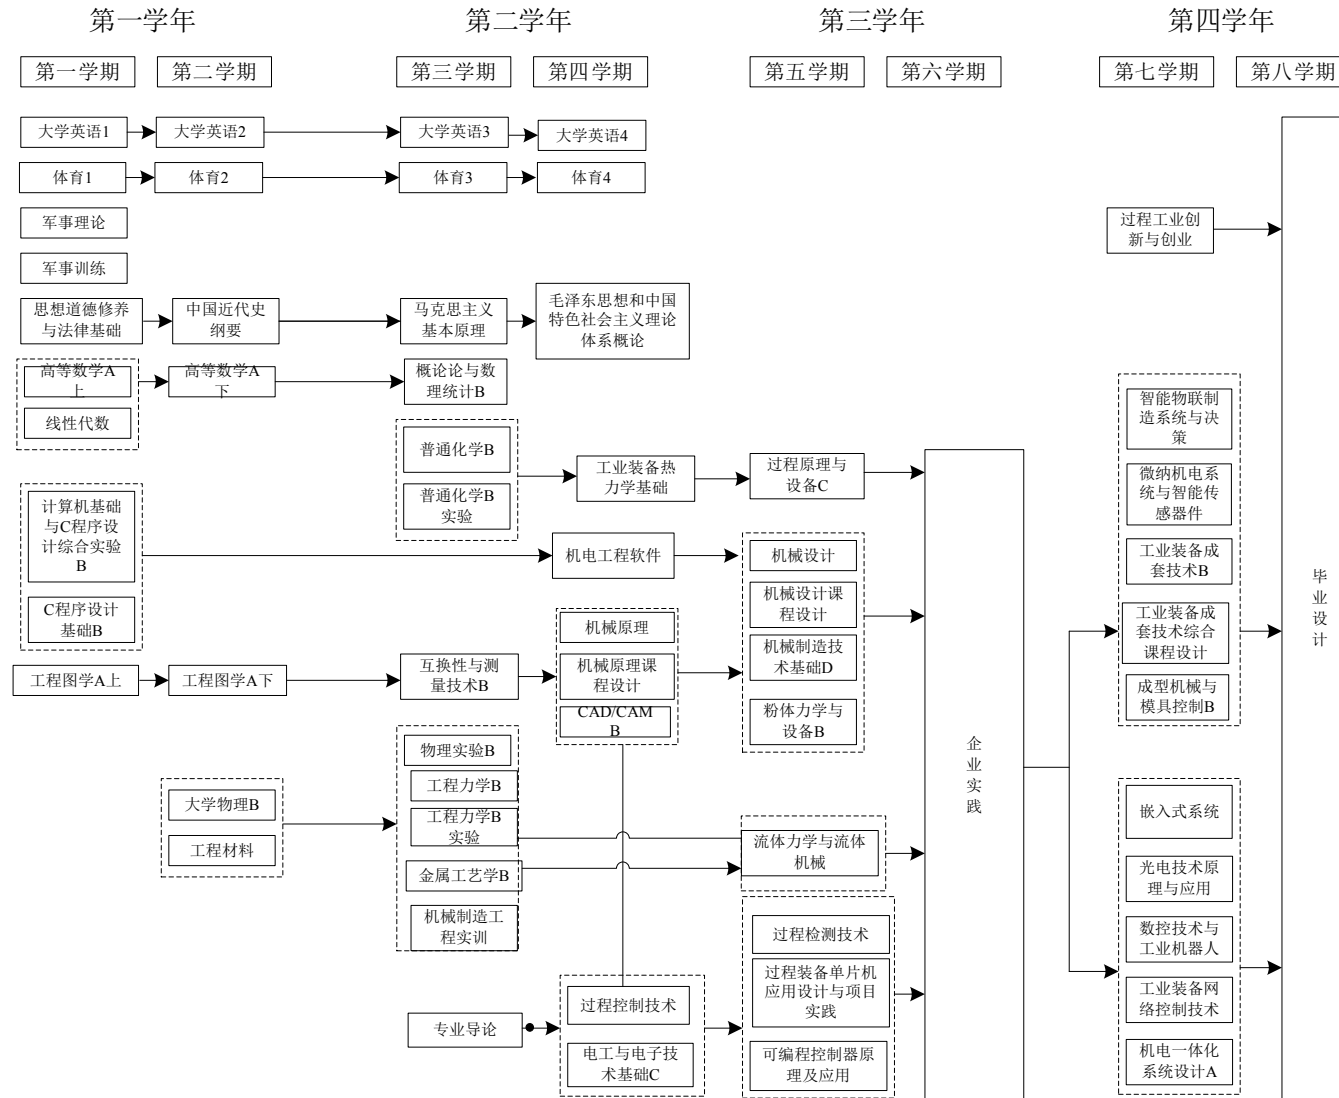 第一学年
第二学年
第三学年
第四学年
第一学期
第二学期
第三学期
第四学期
第五学期
第六学期
第七学期
第八学期
大学英语1
大学英语2
大学英语3
大学英语4
体育1
体育2
体育3
体育4
军事理论
军事训练
过程工业创
新与创业
思想道德修养
与法律基础
中国近代史
纲要
马克思主义
基本原理
毛泽东思想和中国
特色社会主义理论
体系概论
高等数学A
上
线性代数
高等数学A
下
概论论与数
理统计B
普通化学B
普通化学B
实验
工业装备热
力学基础
过程原理与
设备C
计算机基础
与C程序设
计综合实验
B
C程序设计
基础B
机电工程软件
机械设计
机械设计课
程设计
机械制造技
术基础D
粉体力学与
设备B
工程图学A上
工程图学A下
互换性与测
量技术B
机械原理
机械原理课
程设计
CAD/CAM
B
大学物理B
工程材料
物理实验B
工程力学B
工程力学B
实验
金属工艺学B
机械制造工
程实训
流体力学与流体
机械
专业导论
过程控制技术
电工与电子技
术基础C
过程检测技术
过程装备单片机
应用设计与项目
实践
可编程控制器原
理及应用
企
业
实
践
智能物联制
造系统与决
策
微纳机电系
统与智能传
感器件
工业装备成
套技术B
工业装备成
套技术综合
课程设计
成型机械与
模具控制B
嵌入式系统
光电技术原
理与应用
数控技术与
工业机器人
工业装备网
络控制技术
机电一体化
系统设计A
毕
业
设
计